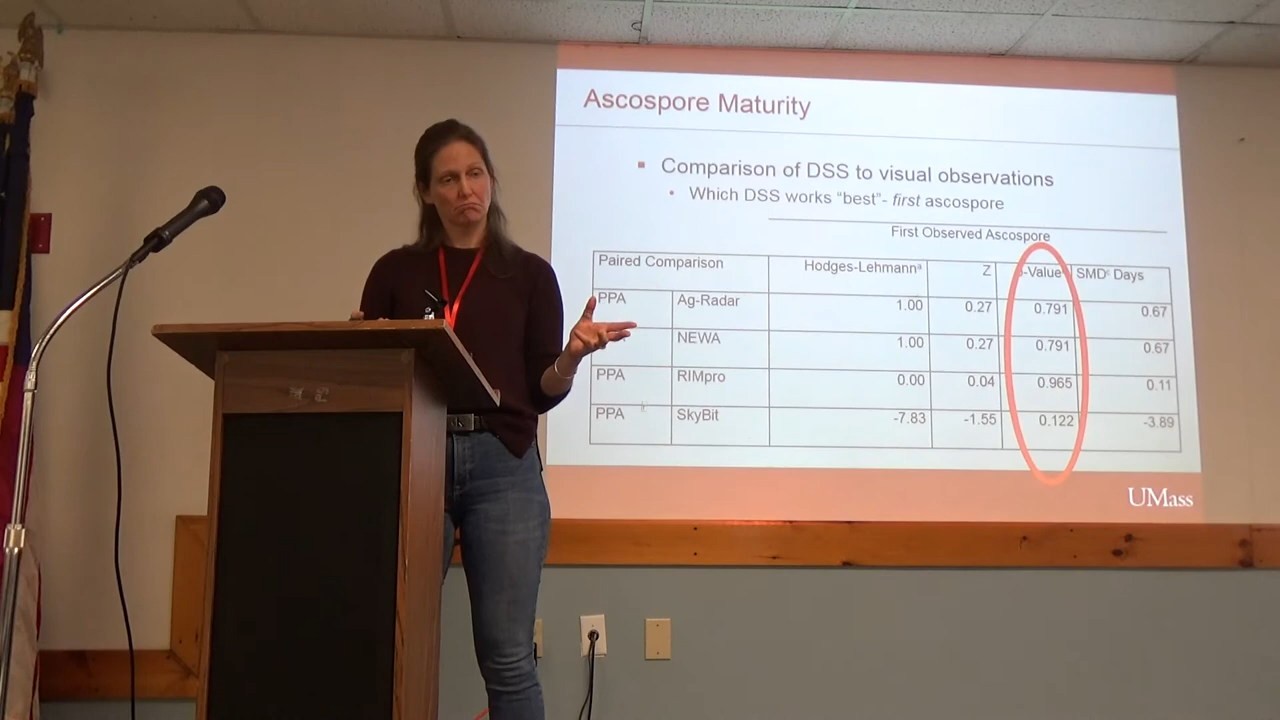 Ascospore Maturity
Comparison of DSS to visual observations
Which DSS works "best"- first ascospore
First Observed Ascospore
Paired Comparison Hodges-Lehmannᵃ Z SMDᶜ Days
PPA Ag-Radar 1.00 0.27 0.791 0.67
NEWA 1.00 0.27 0.791 0.67
PPA RIMpro 0.00 0.04 0.965 0.11
PPA SkyBit -7.83 -1.55 0.122 -3.89
UMass